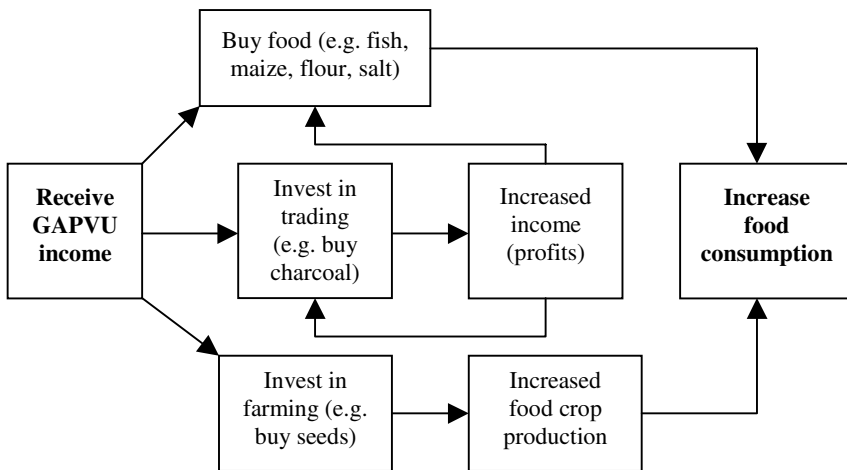 Buy food (e.g. fish,
maize, flour, salt)
Receive
GAPVU
income
Invest in
trading
(e.g. buy
charcoal)
Increased
income
(profits)
Increase
food
consumption
Invest in
farming (e.g.
buy seeds)
Increased
food crop
production